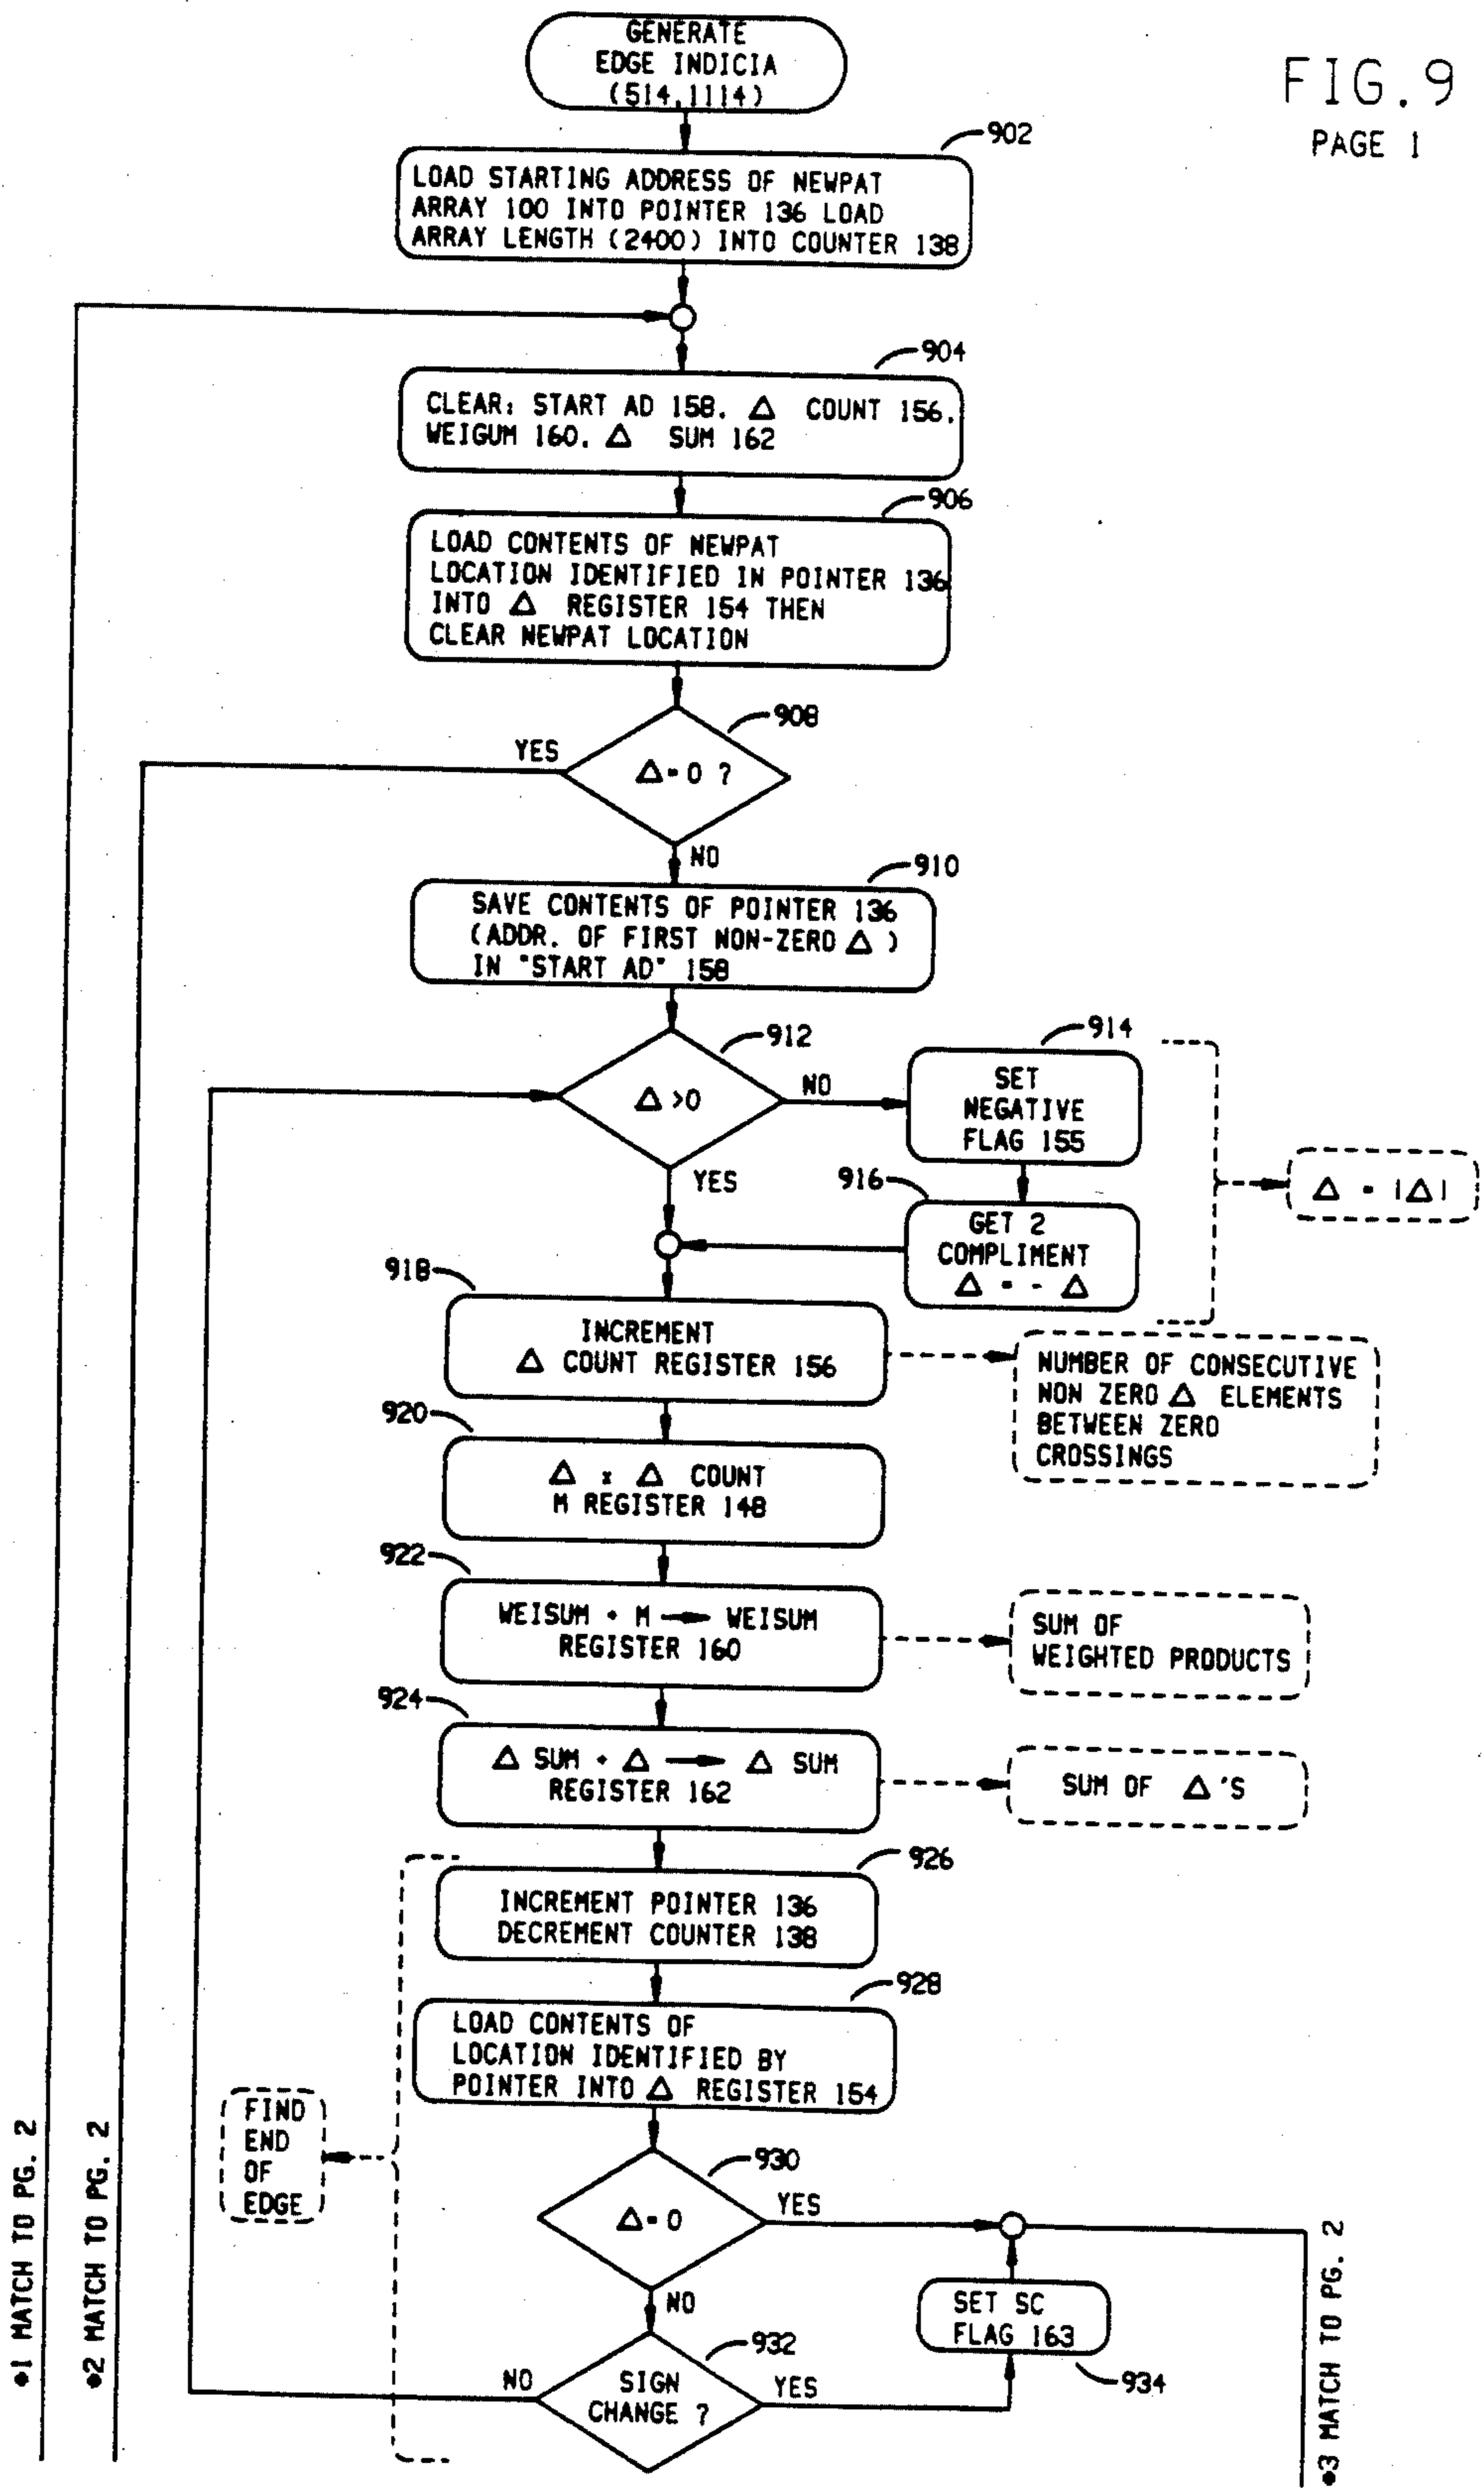 FIG.9
PAGE 1
GENERATE
EDGE INDICIA
(514,1114)
902
LOAD STARTING ADDRESS OF NEWPAT
ARRAY 100 INTO POINTER 136 LOAD
ARRAY LENGTH (2400) INTO COUNTER 138
904
CLEAR: START AD 158. Δ COUNT 156.
WEIGUM 160. Δ SUM 162
906
LOAD CONTENTS OF NEWPAT
LOCATION IDENTIFIED IN POINTER 136
INTO Δ REGISTER 154 THEN
CLEAR NEWPAT LOCATION
908
YES
Δ=0 ?
NO
910
SAVE CONTENTS OF POINTER 136
(ADDR. OF FIRST NON-ZERO Δ )
IN "START AD" 158
912
Δ >0
NO
YES
914
SET
NEGATIVE
FLAG 155
916
GET 2
COMPLIMENT
Δ = - Δ
Δ = |Δ|
918
INCREMENT
Δ COUNT REGISTER 156
NUMBER OF CONSECUTIVE
NON ZERO Δ ELEMENTS
BETWEEN ZERO
CROSSINGS
920
Δ x Δ COUNT
M REGISTER 148
922
WEISUM + M → WEISUM
REGISTER 160
SUM OF
WEIGHTED PRODUCTS
924
Δ SUM + Δ → Δ SUM
REGISTER 162
SUM OF Δ'S
926
INCREMENT POINTER 136
DECREMENT COUNTER 138
928
LOAD CONTENTS OF
LOCATION IDENTIFIED BY
POINTER INTO Δ REGISTER 154
FIND
END
OF
EDGE
930
Δ=0
YES
NO
932
SIGN
CHANGE ?
NO
YES
SET SC
FLAG 163
934
*1 MATCH TO PG. 2
*2 MATCH TO PG. 2
*3 MATCH TO PG. 2